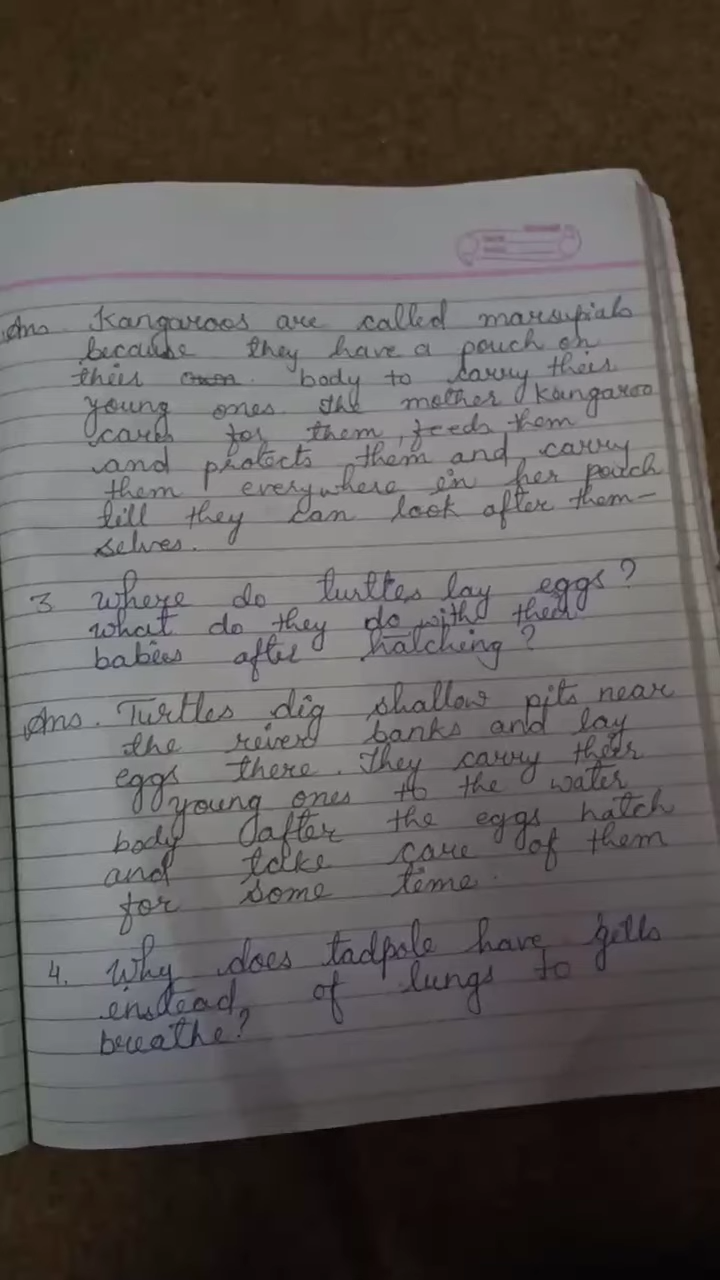 Ans. Kangaroos are called marsupials
because they have a pouch on
their body to carry their
young ones. The mother Kangaroo
cares for them, feeds them
and protects them and carry
them everywhere in her pouch
till they can look after them-
selves.
3 Where do turtles lay eggs?
What do they do with their
babies after hatching?
Ans. Turtles dig shallow pits near
the river banks and lay
eggs there. They carry their
young ones to the water
body after the eggs hatch
and take care of them
for some time.
4. Why does tadpole have gills
instead of lungs to
breathe?